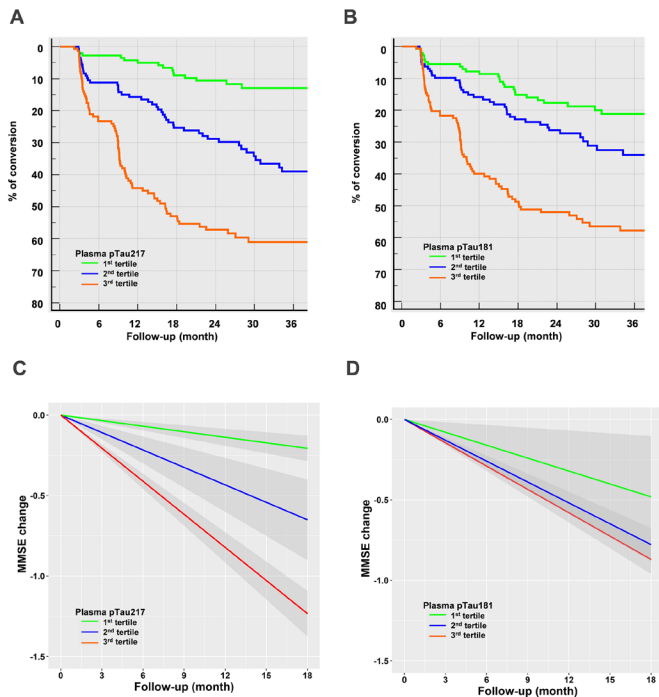 A
0
10
20
30
40
50
60
70
80
% of conversion
Plasma pTau217
1st tertile
2nd tertile
3rd tertile
0 6 12 18 24 30 36
Follow-up (month)
B
0
10
20
30
40
50
60
70
80
% of conversion
Plasma pTau181
1st tertile
2nd tertile
3rd tertile
0 6 12 18 24 30 36
Follow-up (month)
C
0.0
-0.5
-1.0
-1.5
MMSE change
Plasma pTau217
1st tertile
2nd tertile
3rd tertile
0 3 6 9 12 15 18
Follow-up (month)
D
0.0
-0.5
-1.0
-1.5
MMSE change
Plasma pTau181
1st tertile
2nd tertile
3rd tertile
0 3 6 9 12 15 18
Follow-up (month)